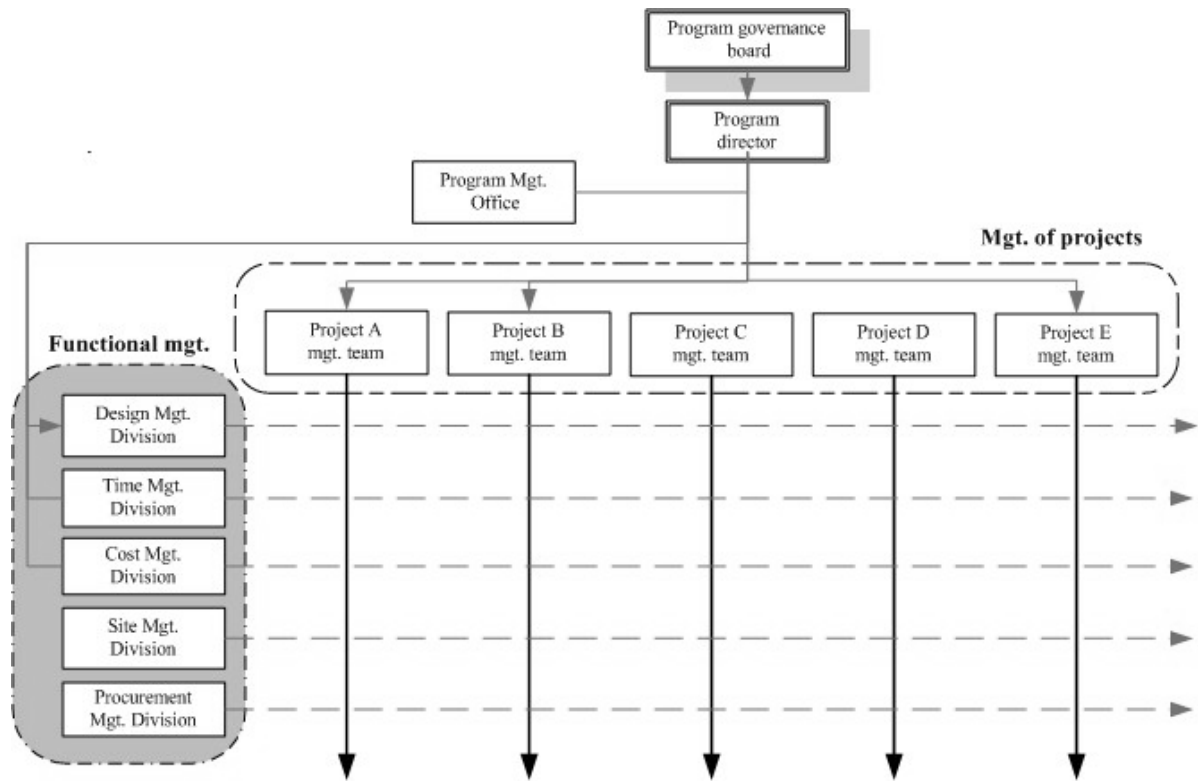 Program governance
board
Program
director
Program Mgt.
Office
Mgt. of projects
Project A
mgt. team
Project B
mgt. team
Project C
mgt. team
Project D
mgt. team
Project E
mgt. team
Functional mgt.
Design Mgt.
Division
Time Mgt.
Division
Cost Mgt.
Division
Site Mgt.
Division
Procurement
Mgt. Division